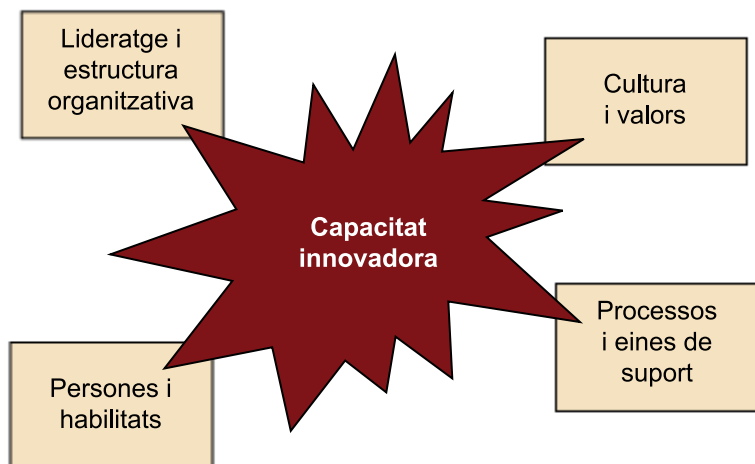 Lideratge i
estructura
organitzativa
Cultura
i valors
Capacitat
innovadora
Persones i
habilitats
Processos
i eines de
suport